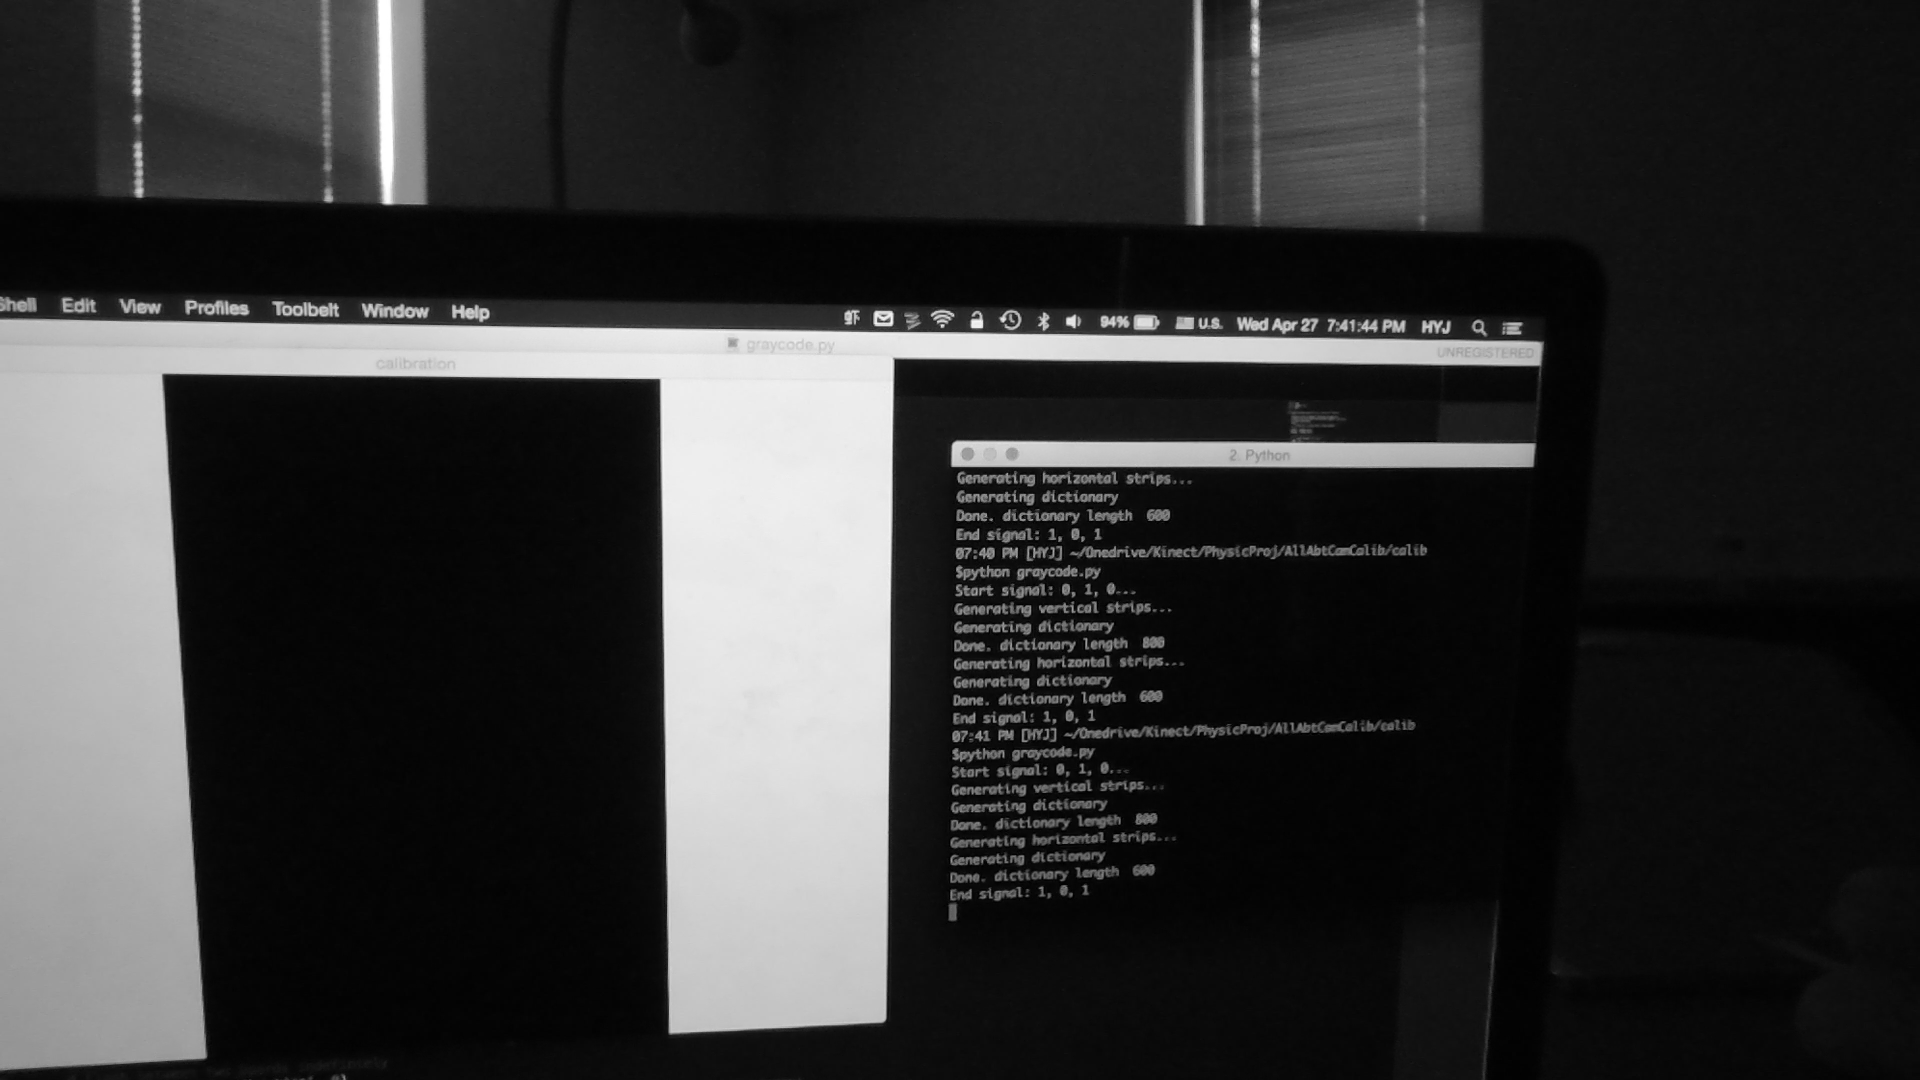 Shell Edit View Profiles Toolbelt Window Help 94% U.S. Wed Apr 27 7:41:44 PM HYJ
graycode.py
UNREGISTERED
calibration
2. Python
Generating horizontal strips...
Generating dictionary
Done. dictionary length 600
End signal: 1, 0, 1
07:40 PM [HYJ] ~/Onedrive/Kinect/PhysicProj/AllAbtCamCalib/calib
$python graycode.py
Start signal: 0, 1, 0...
Generating vertical strips...
Generating dictionary
Done. dictionary length 800
Generating horizontal strips...
Generating dictionary
Done. dictionary length 600
End signal: 1, 0, 1
07:41 PM [HYJ] ~/Onedrive/Kinect/PhysicProj/AllAbtCamCalib/calib
$python graycode.py
Start signal: 0, 1, 0...
Generating vertical strips...
Generating dictionary
Done. dictionary length 800
Generating horizontal strips...
Generating dictionary
Done. dictionary length 600
End signal: 1, 0, 1